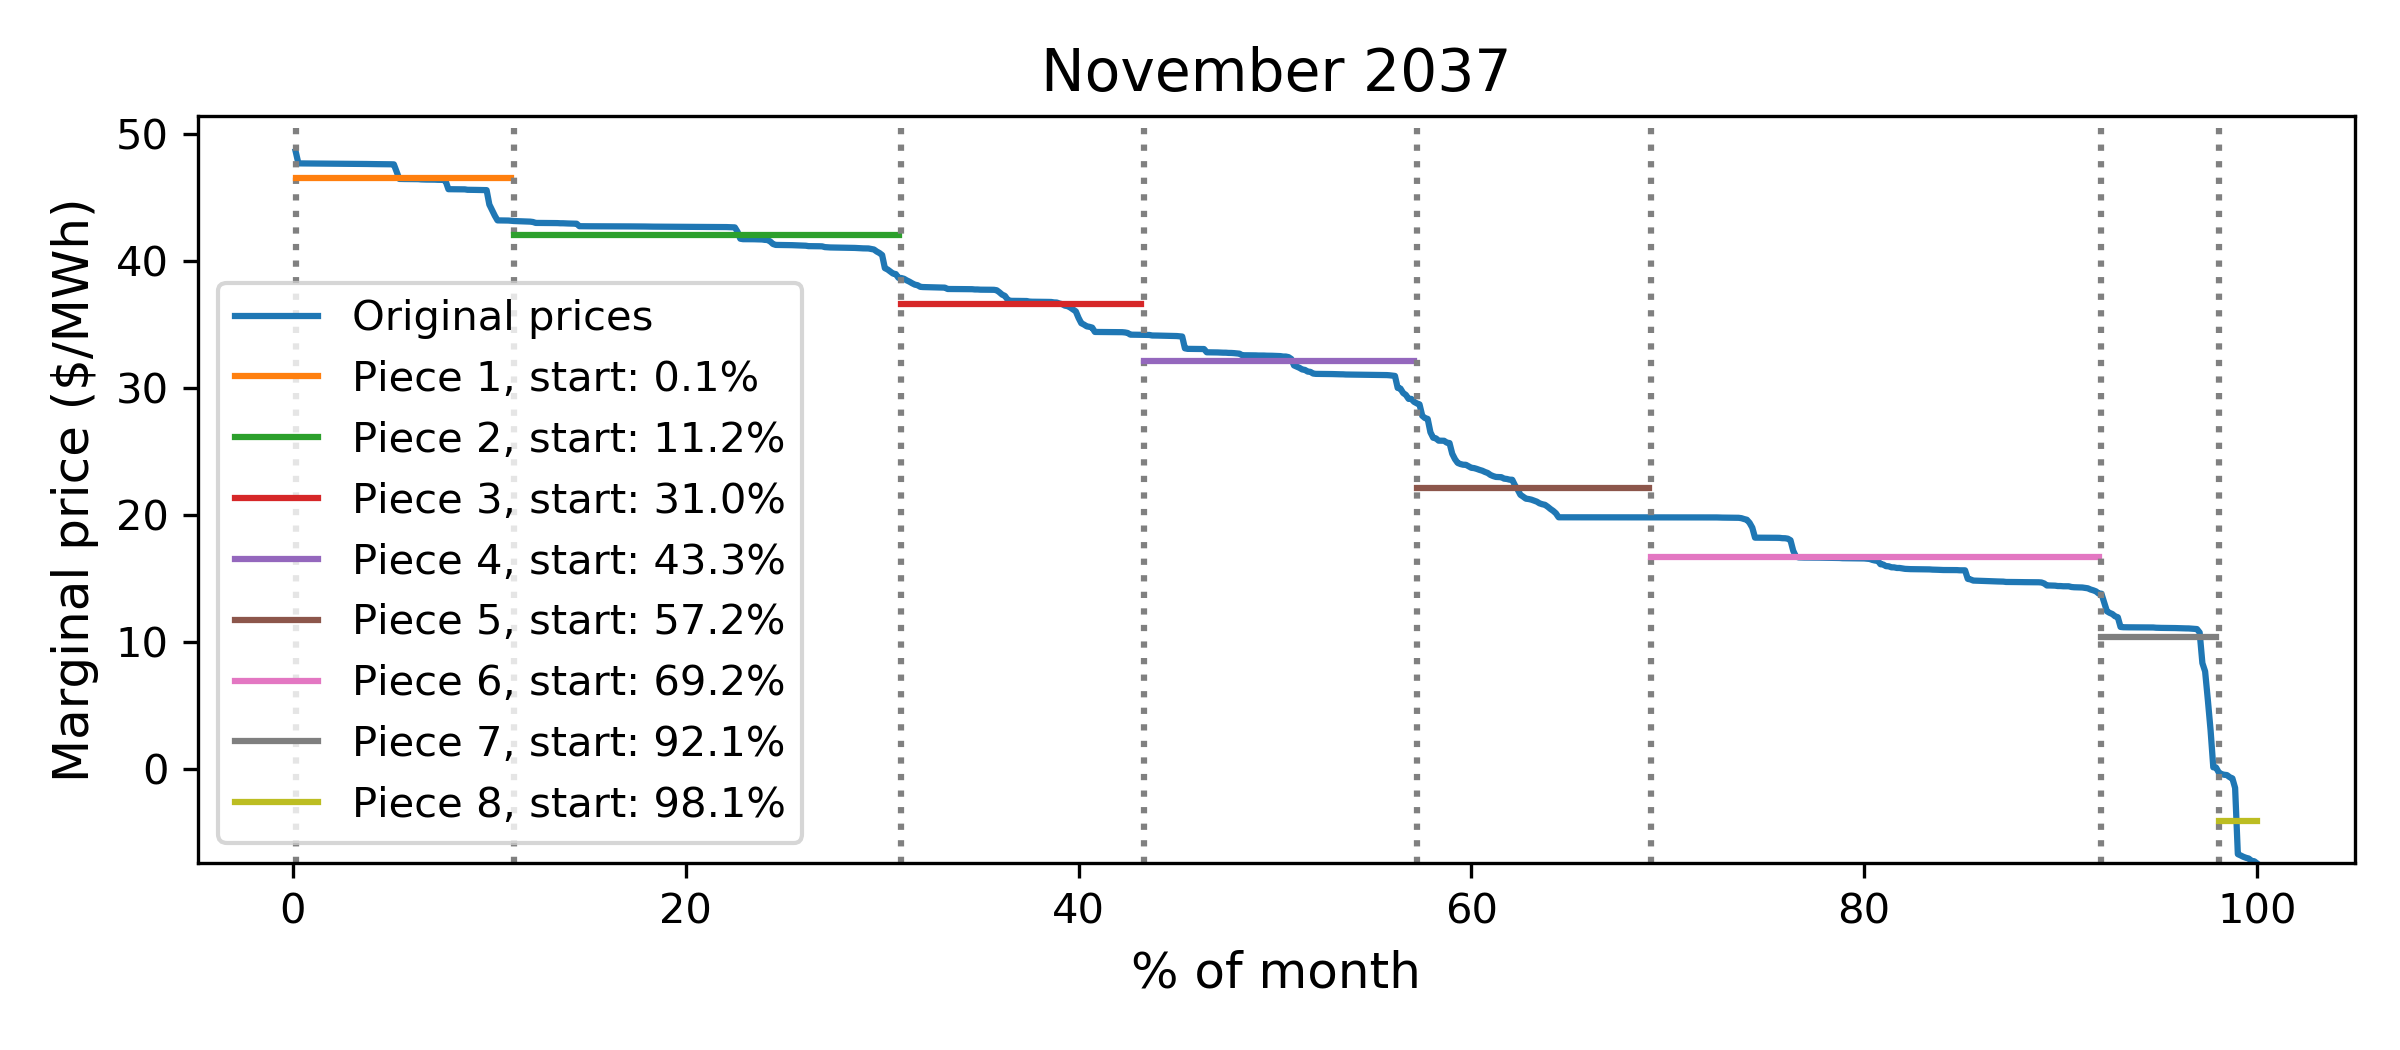 November 2037
50
40
30
20
10
0
Marginal price ($/MWh)
Original prices
Piece 1, start: 0.1%
Piece 2, start: 11.2%
Piece 3, start: 31.0%
Piece 4, start: 43.3%
Piece 5, start: 57.2%
Piece 6, start: 69.2%
Piece 7, start: 92.1%
Piece 8, start: 98.1%
0 20 40 60 80 100
% of month